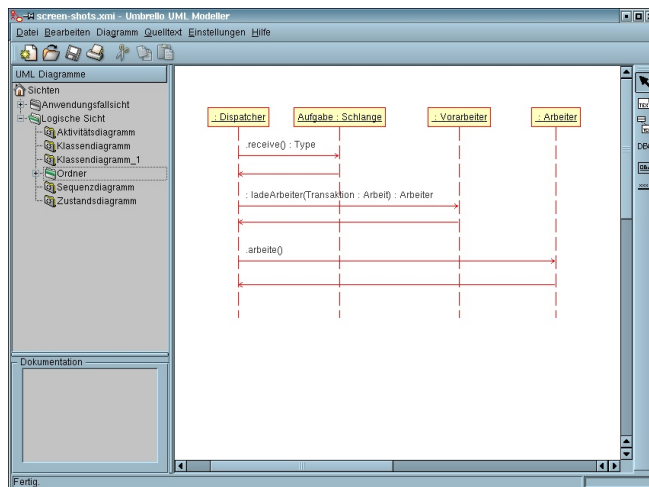 screen-shots.xmi - Umbrello UML Modeller
Datei Bearbeiten Diagramm Quelltext Einstellungen Hilfe
UML Diagramme
Sichten
Anwendungsfallsicht
Logische Sicht
Aktivitätsdiagramm
Klassendiagramm
Klassendiagramm_1
Ordner
Sequenzdiagramm
Zustandsdiagramm
Dokumentation
: Dispatcher
Aufgabe : Schlange
: Vorarbeiter
: Arbeiter
.receive() : Type
: ladeArbeiter(Transaktion : Arbeit) : Arbeiter
.arbeite()
Fertig.